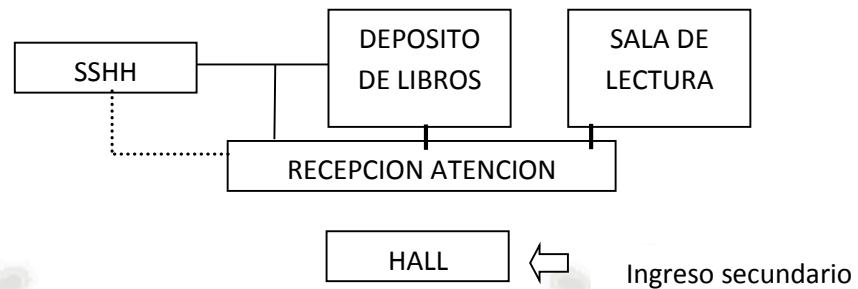 SSHH
DEPOSITO
DE LIBROS
SALA DE
LECTURA
RECEPCION ATENCION
HALL
Ingreso secundario